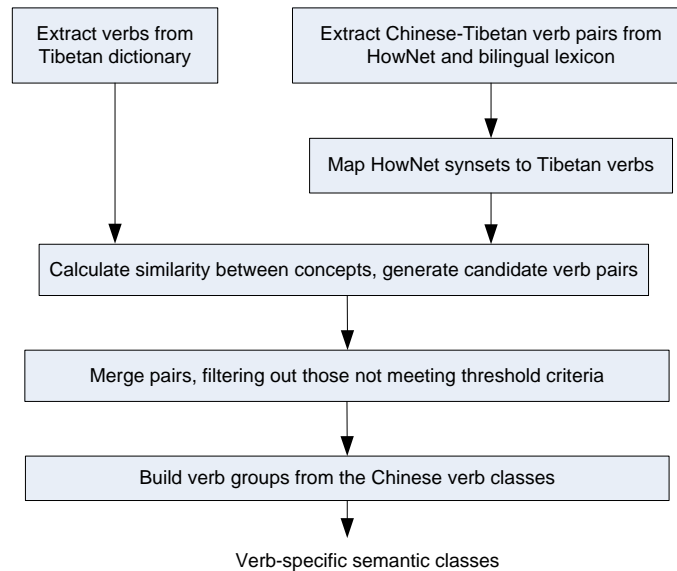 Extract verbs from
Tibetan dictionary
Extract Chinese-Tibetan verb pairs from
HowNet and bilingual lexicon
Map HowNet synsets to Tibetan verbs
Calculate similarity between concepts, generate candidate verb pairs
Merge pairs, filtering out those not meeting threshold criteria
Build verb groups from the Chinese verb classes
Verb-specific semantic classes